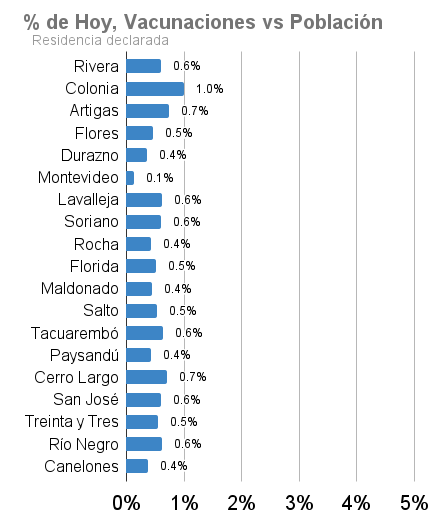 % de Hoy, Vacunaciones vs Población
Residencia declarada
Rivera 0.6%
Colonia 1.0%
Artigas 0.7%
Flores 0.5%
Durazno 0.4%
Montevideo 0.1%
Lavalleja 0.6%
Soriano 0.6%
Rocha 0.4%
Florida 0.5%
Maldonado 0.4%
Salto 0.5%
Tacuarembó 0.6%
Paysandú 0.4%
Cerro Largo 0.7%
San José 0.6%
Treinta y Tres 0.5%
Río Negro 0.6%
Canelones 0.4%
0% 1% 2% 3% 4% 5%